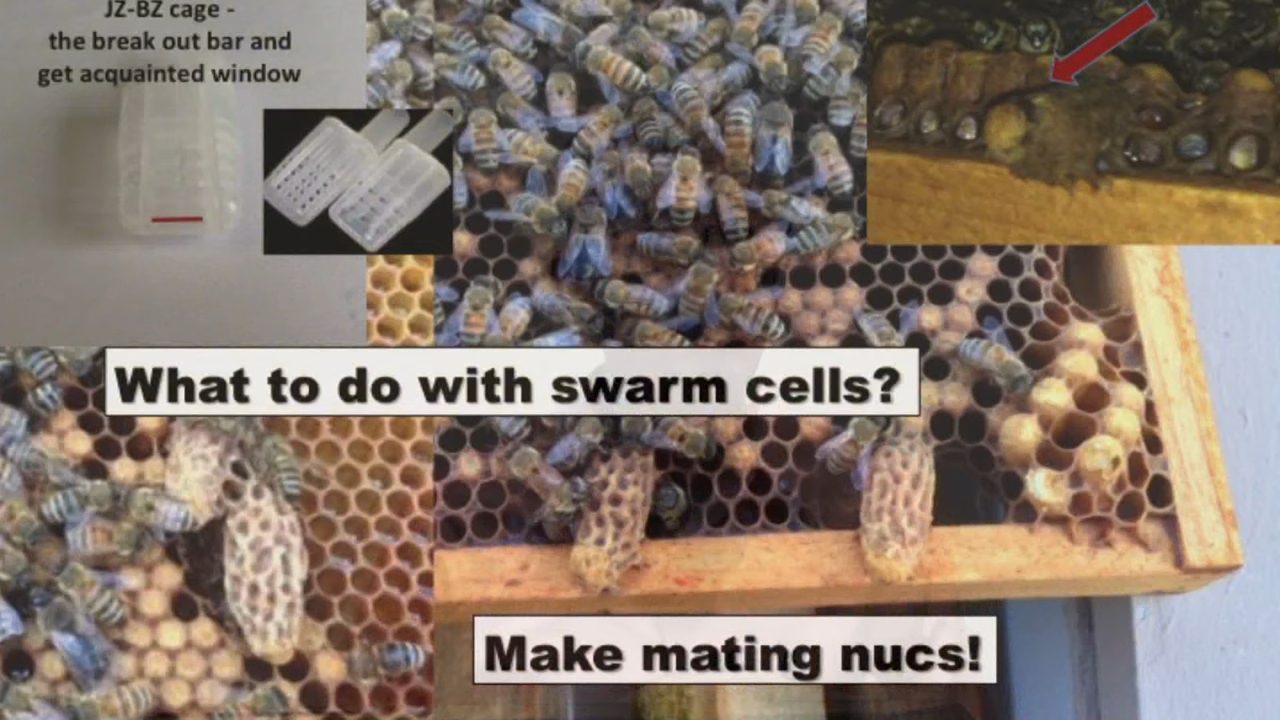 JZ-BZ cage -
the break out bar and
get acquainted window
What to do with swarm cells?
Make mating nucs!